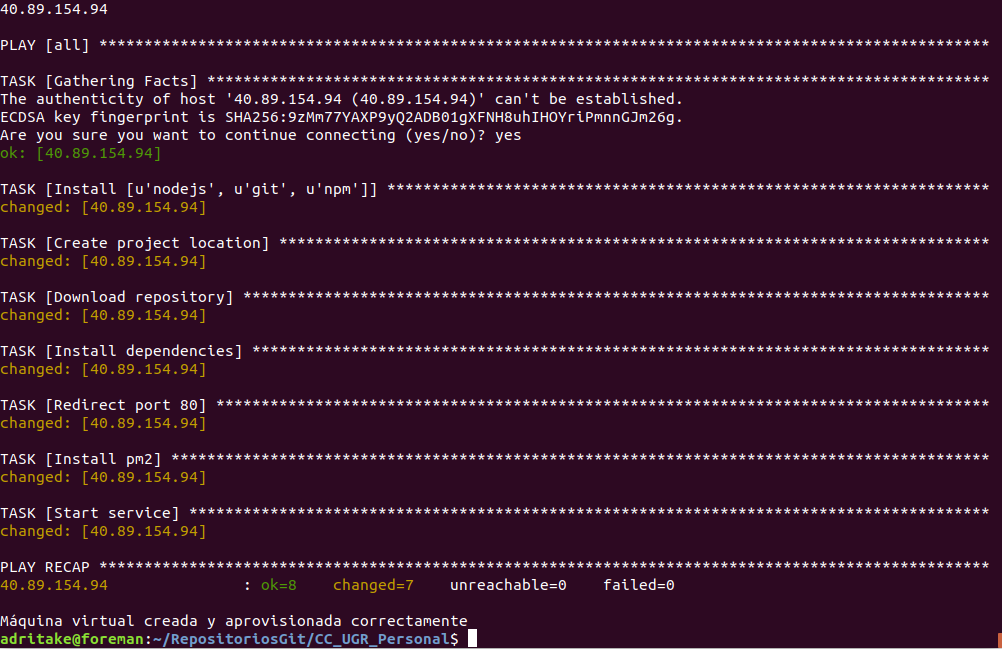 40.89.154.94
PLAY [all] ***************************************************************************************************
TASK [Gathering Facts] ***************************************************************************************
The authenticity of host '40.89.154.94 (40.89.154.94)' can't be established.
ECDSA key fingerprint is SHA256:9zMm77YAXP9yQ2ADB01gXFNH8uhIHOYriPmnnGJm26g.
Are you sure you want to continue connecting (yes/no)? yes
ok: [40.89.154.94]
TASK [Install [u'nodejs', u'git', u'npm']] *******************************************************************
changed: [40.89.154.94]
TASK [Create project location] *******************************************************************************
changed: [40.89.154.94]
TASK [Download repository] ***********************************************************************************
changed: [40.89.154.94]
TASK [Install dependencies] **********************************************************************************
changed: [40.89.154.94]
TASK [Redirect port 80] **************************************************************************************
changed: [40.89.154.94]
TASK [Install pm2] *******************************************************************************************
changed: [40.89.154.94]
TASK [Start service] *****************************************************************************************
changed: [40.89.154.94]
PLAY RECAP ***************************************************************************************************
40.89.154.94               : ok=8    changed=7    unreachable=0    failed=0
Máquina virtual creada y aprovisionada correctamente
adritake@foreman:~/RepositoriosGit/CC_UGR_Personal$